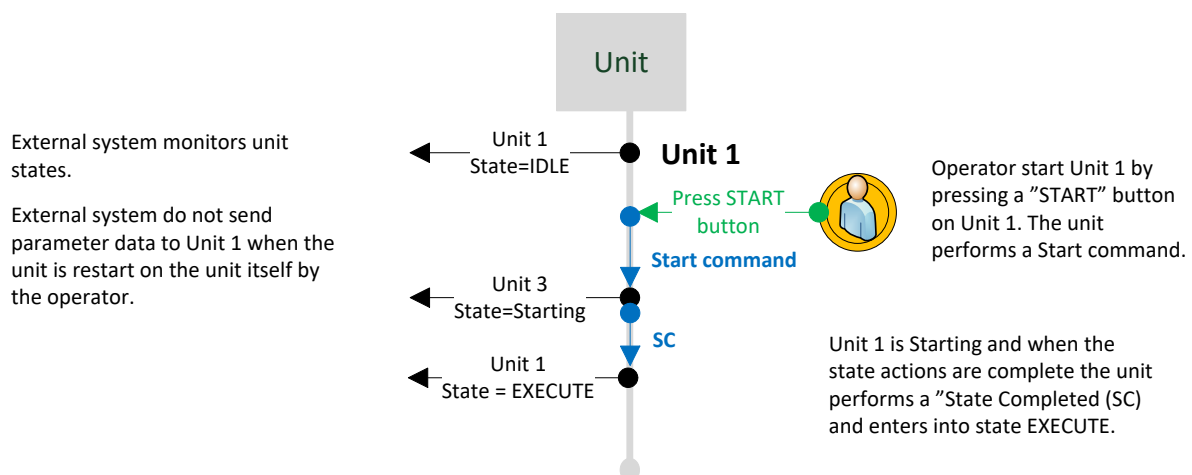 Unit
External system monitors unit
states.
External system do not send
parameter data to Unit 1 when the
unit is restart on the unit itself by
the operator.
Unit 1
State=IDLE
Unit 1
Press START
button
Operator start Unit 1 by
pressing a ”START” button
on Unit 1. The unit
performs a Start command.
Start command
Unit 3
State=Starting
SC
Unit 1
State = EXECUTE
Unit 1 is Starting and when the
state actions are complete the unit
performs a ”State Completed (SC)
and enters into state EXECUTE.